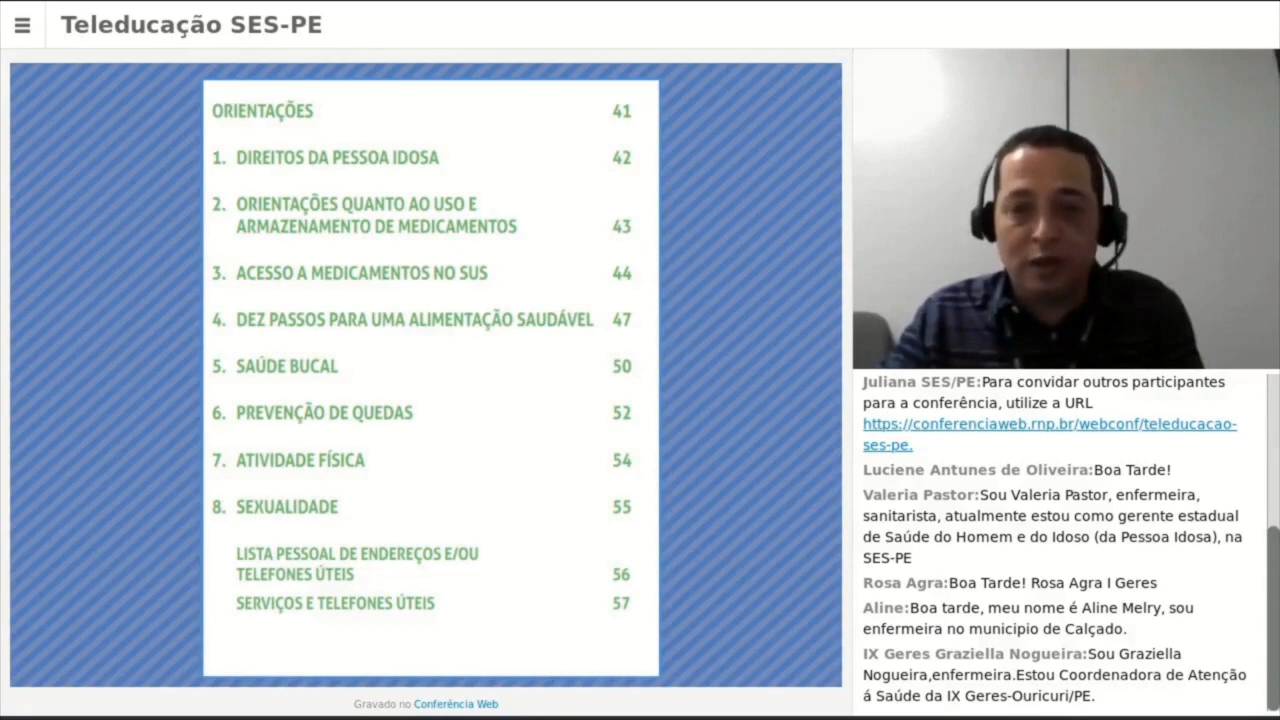 Teleducação SES-PE
ORIENTAÇÕES 41
1. DIREITOS DA PESSOA IDOSA 42
2. ORIENTAÇÕES QUANTO AO USO E
ARMAZENAMENTO DE MEDICAMENTOS 43
3. ACESSO A MEDICAMENTOS NO SUS 44
4. DEZ PASSOS PARA UMA ALIMENTAÇÃO SAUDÁVEL 47
5. SAÚDE BUCAL 50
6. PREVENÇÃO DE QUEDAS 52
7. ATIVIDADE FÍSICA 54
8. SEXUALIDADE 55
LISTA PESSOAL DE ENDEREÇOS E/OU
TELEFONES ÚTEIS 56
SERVIÇOS E TELEFONES ÚTEIS 57
Gravado no Conferência Web
Juliana SES/PE:Para convidar outros participantes
para a conferência, utilize a URL
https://conferenciaweb.rnp.br/webconf/teleducacao-
ses-pe.
Luciene Antunes de Oliveira:Boa Tarde!
Valeria Pastor:Sou Valeria Pastor, enfermeira,
sanitarista, atualmente estou como gerente estadual
de Saúde do Homem e do Idoso (da Pessoa Idosa), na
SES-PE
Rosa Agra:Boa Tarde! Rosa Agra I Geres
Aline:Boa tarde, meu nome é Aline Melry, sou
enfermeira no municipio de Calçado.
IX Geres Graziella Nogueira:Sou Graziella
Nogueira,enfermeira.Estou Coordenadora de Atenção
á Saúde da IX Geres-Ouricuri/PE.